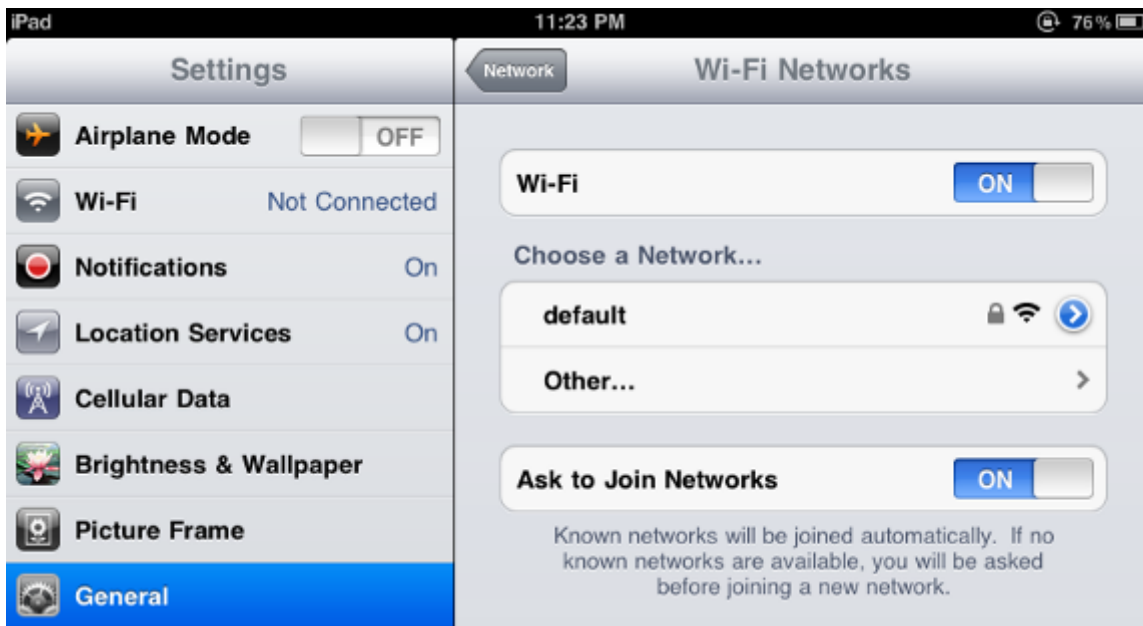 iPad 11:23 PM 76%
Settings
Airplane Mode OFF
Wi-Fi Not Connected
Notifications On
Location Services On
Cellular Data
Brightness & Wallpaper
Picture Frame
General
Network Wi-Fi Networks
Wi-Fi ON
Choose a Network...
default
Other...
Ask to Join Networks ON
Known networks will be joined automatically. If no
known networks are available, you will be asked
before joining a new network.